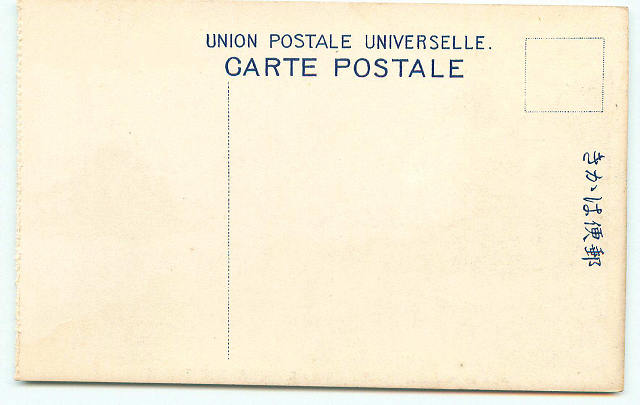 UNION POSTALE UNIVERSELLE.
CARTE POSTALE
きかは便郵